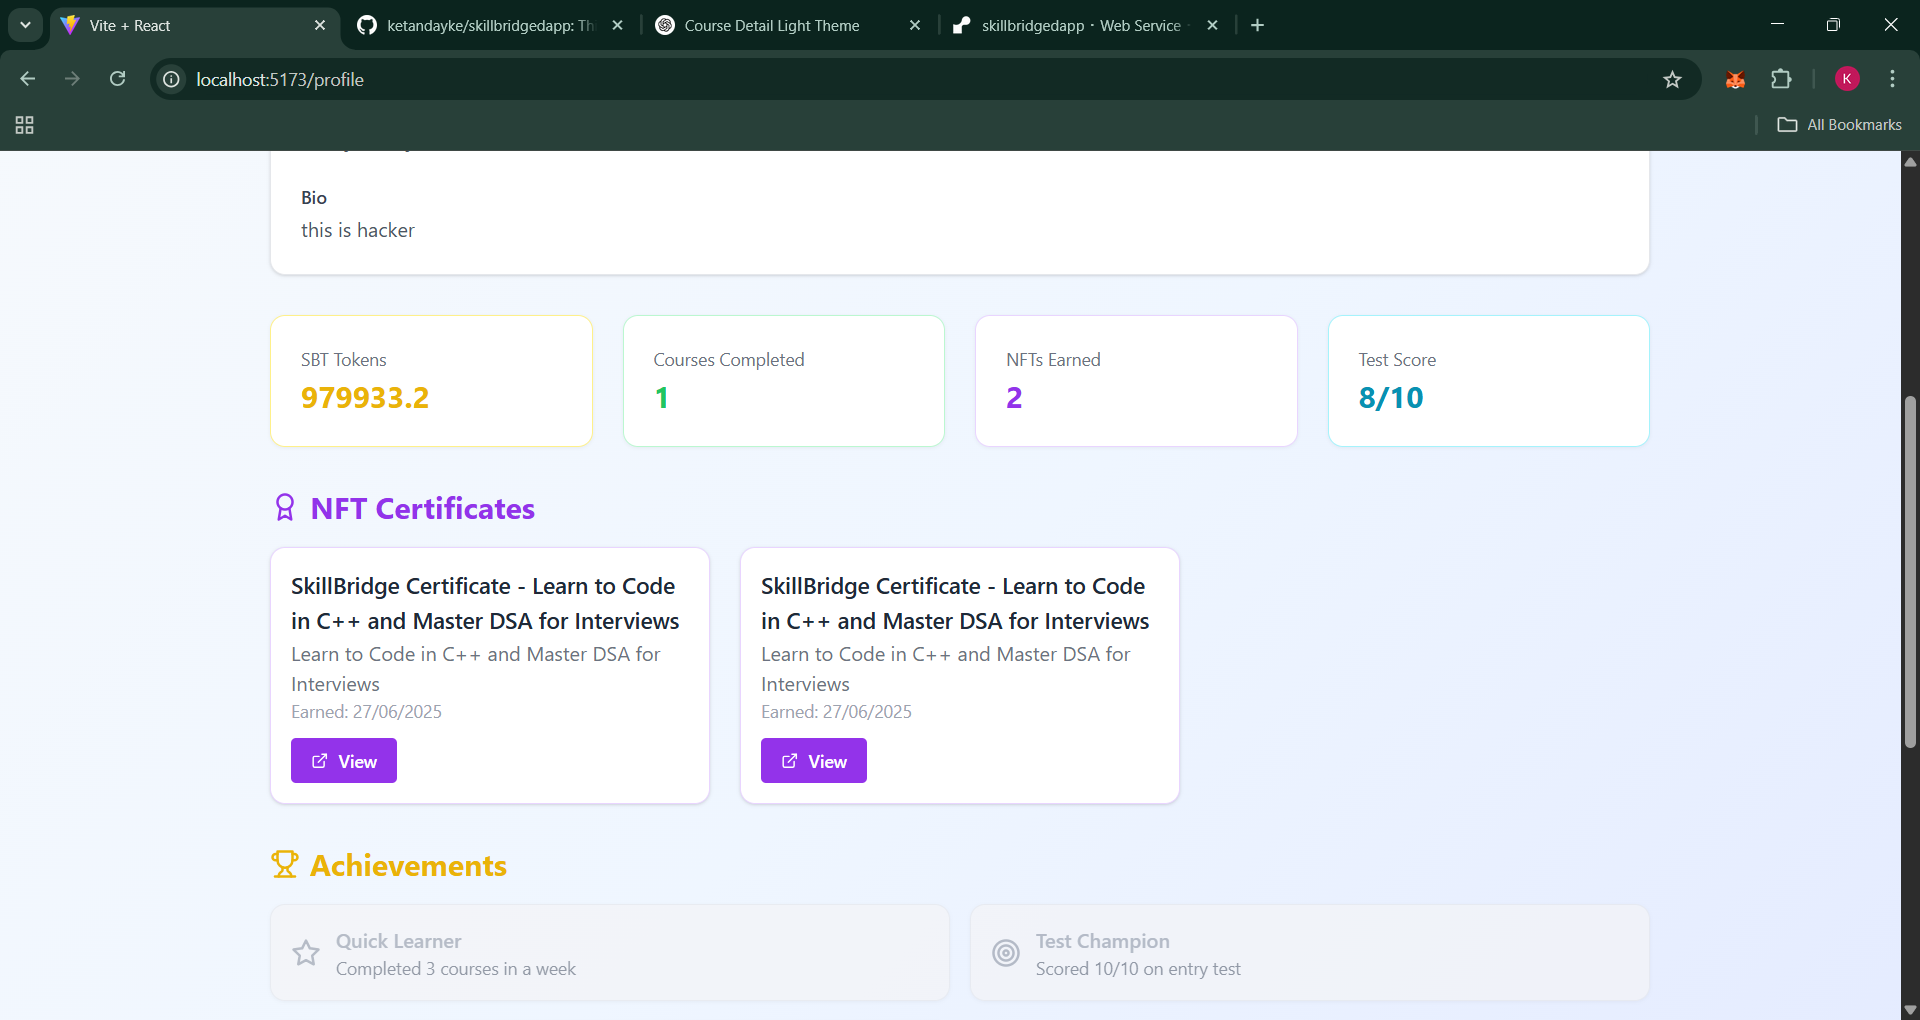 Vite + React
ketandayke/skillbridgedapp: Th
Course Detail Light Theme
skillbridgedapp · Web Service
localhost:5173/profile
K
All Bookmarks
Bio
this is hacker
SBT Tokens
979933.2
Courses Completed
1
NFTs Earned
2
Test Score
8/10
NFT Certificates
SkillBridge Certificate - Learn to Code
in C++ and Master DSA for Interviews
Learn to Code in C++ and Master DSA for
Interviews
Earned: 27/06/2025
View
SkillBridge Certificate - Learn to Code
in C++ and Master DSA for Interviews
Learn to Code in C++ and Master DSA for
Interviews
Earned: 27/06/2025
View
Achievements
Quick Learner
Completed 3 courses in a week
Test Champion
Scored 10/10 on entry test